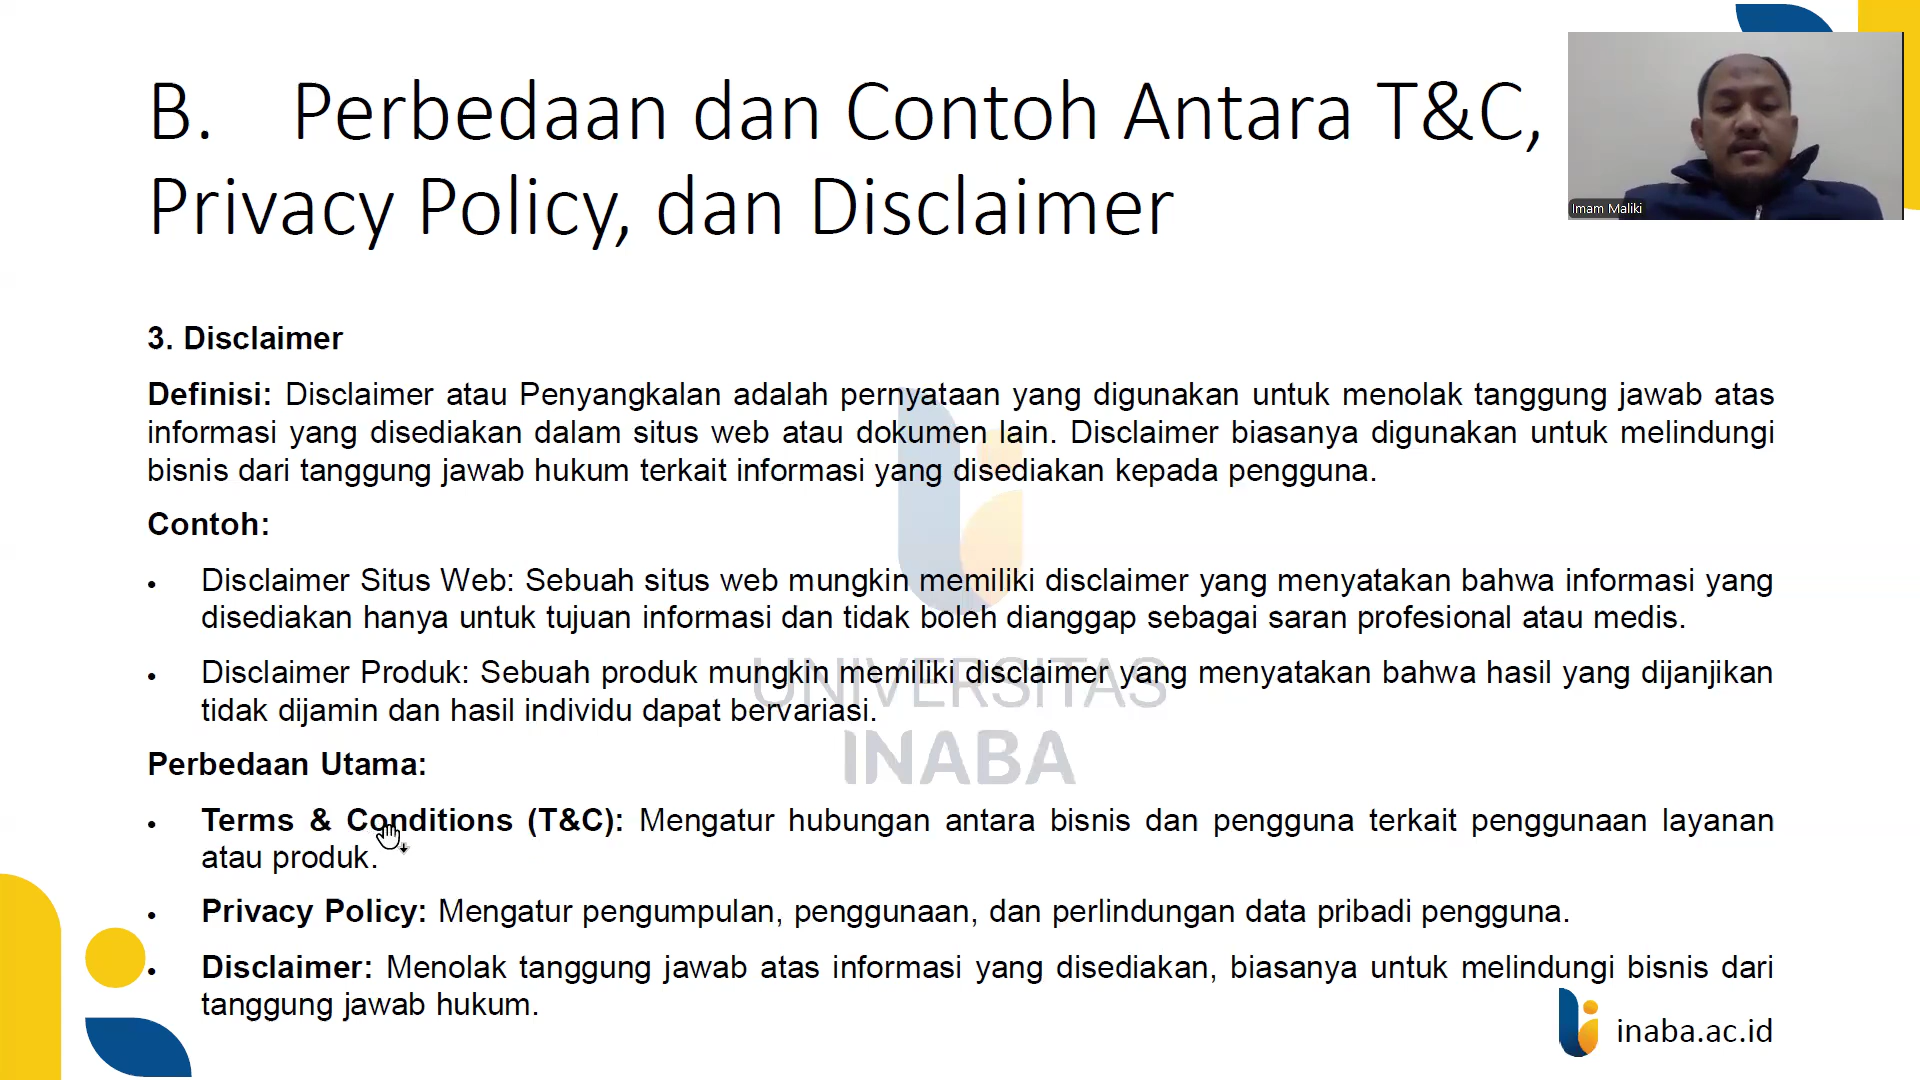 B. Perbedaan dan Contoh Antara T&C,
Privacy Policy, dan Disclaimer
Imam Maliki
3. Disclaimer
Definisi: Disclaimer atau Penyangkalan adalah pernyataan yang digunakan untuk menolak tanggung jawab atas
informasi yang disediakan dalam situs web atau dokumen lain. Disclaimer biasanya digunakan untuk melindungi
bisnis dari tanggung jawab hukum terkait informasi yang disediakan kepada pengguna.
Contoh:
• Disclaimer Situs Web: Sebuah situs web mungkin memiliki disclaimer yang menyatakan bahwa informasi yang
disediakan hanya untuk tujuan informasi dan tidak boleh dianggap sebagai saran profesional atau medis.
• Disclaimer Produk: Sebuah produk mungkin memiliki disclaimer yang menyatakan bahwa hasil yang dijanjikan
tidak dijamin dan hasil individu dapat bervariasi.
UNIVERSITAS
INABA
Perbedaan Utama:
• Terms & Conditions (T&C): Mengatur hubungan antara bisnis dan pengguna terkait penggunaan layanan
atau produk.
• Privacy Policy: Mengatur pengumpulan, penggunaan, dan perlindungan data pribadi pengguna.
• Disclaimer: Menolak tanggung jawab atas informasi yang disediakan, biasanya untuk melindungi bisnis dari
tanggung jawab hukum.
inaba.ac.id